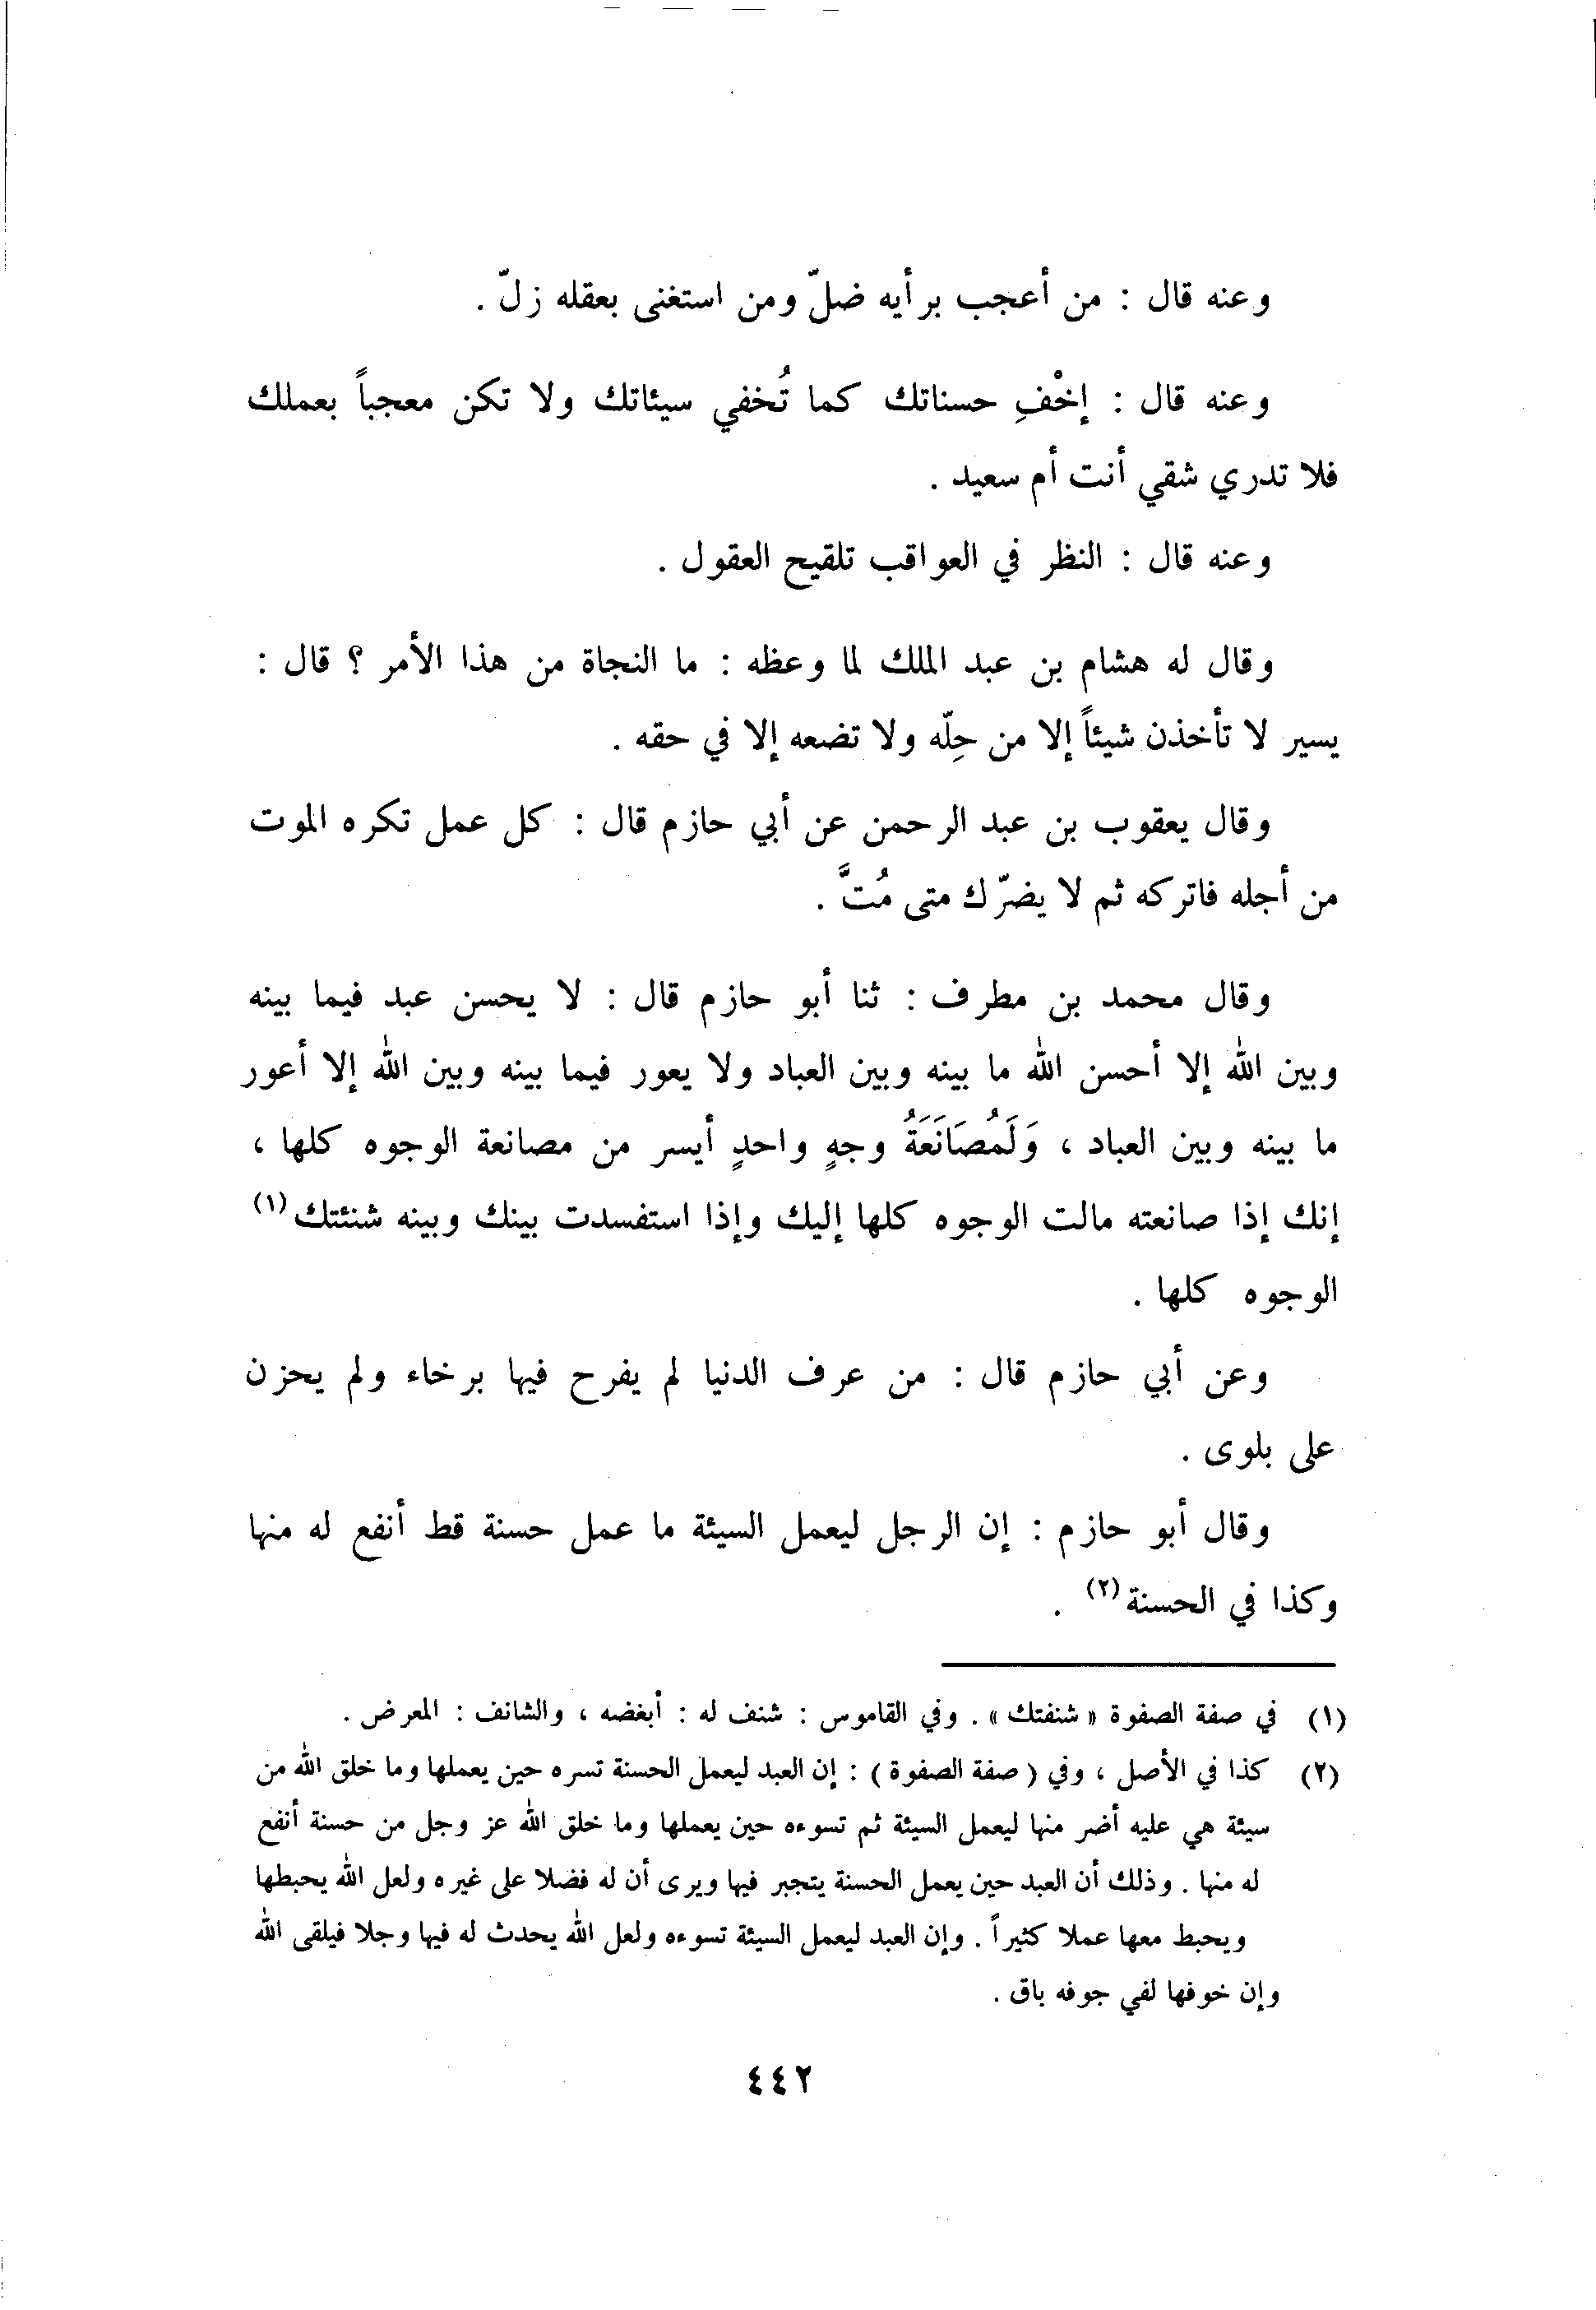 وعنه قال : من أعجب برأيه ضلّ ومن استغنى بعقله زلّ .
وعنه قال : إخْفِ حسناتك كما تُخفي سيئاتك ولا تكن معجباً بعملك
فلا تدري شقي أنت أم سعيد .
وعنه قال : النظر في العواقب تلقيح العقول .
وقال له هشام بن عبد الملك لما وعظه : ما النجاة من هذا الأمر ؟ قال :
يسير لا تأخذن شيئاً إلا من حِلّه ولا تضعه إلا في حقه .
وقال يعقوب بن عبد الرحمن عن أبي حازم قال : كل عمل تكره الموت
من أجله فاتركه ثم لا يضرّك متى مُتَّ .
وقال محمد بن مطرف : ثنا أبو حازم قال : لا يحسن عبد فيما بينه
وبين الله إلا أحسن الله ما بينه وبين العباد ولا يعور فيما بينه وبين الله إلا أعور
ما بينه وبين العباد ، وَلَمُصَانَعَةُ وجهٍ واحدٍ أيسر من مصانعة الوجوه كلها ،
إنك إذا صانعته مالت الوجوه كلها إليك وإذا استفسدت بينك وبينه شنئتك (١)
الوجوه كلها .
وعن أبي حازم قال : من عرف الدنيا لم يفرح فيها برخاء ولم يحزن
على بلوى .
وقال أبو حازم : إن الرجل ليعمل السيئة ما عمل حسنة قط أنفع له منها
وكذا في الحسنة (٢) .
(١) في صفة الصفوة « شنفتك » . وفي القاموس : شنف له : أبغضه ، والشانف : المعرض .
(٢) كذا في الأصل ، وفي ( صفة الصفوة ) : إن العبد ليعمل الحسنة تسره حين يعملها وما خلق الله من
سيئة هي عليه أضر منها ليعمل السيئة ثم تسوءه حين يعملها وما خلق الله عز وجل من حسنة أنفع
له منها . وذلك أن العبد حين يعمل الحسنة يتجبر فيها ويرى أن له فضلا على غيره ولعل الله يحبطها
ويحبط معها عملا كثيراً . وإن العبد ليعمل السيئة تسوءه ولعل الله يحدث له فيها وجلا فيلقى الله
وإن خوفها لفي جوفه باق .
٤٤٢